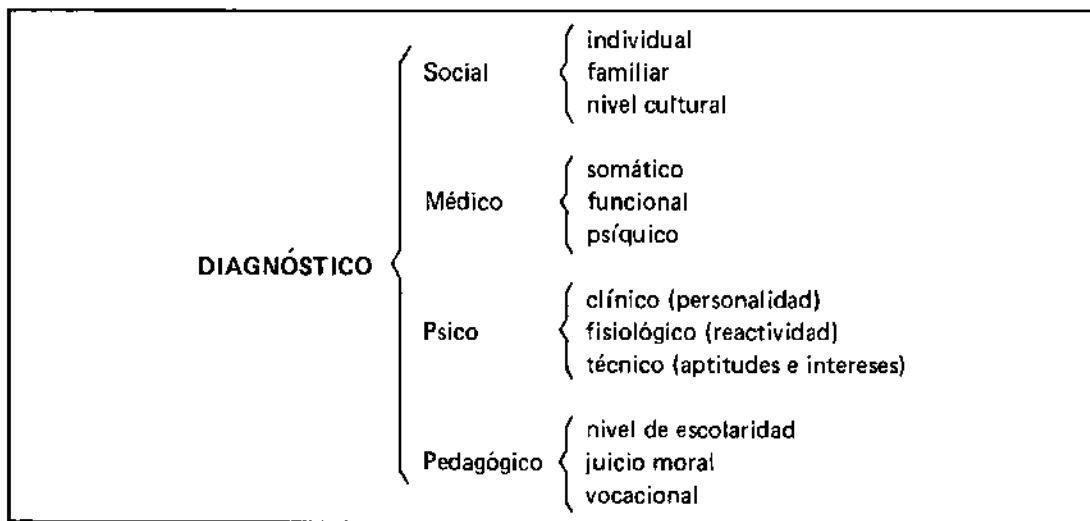 Social
individual
familiar
nivel cultural
Médico
somático
funcional
psíquico
DIAGNÓSTICO
Psico
clínico (personalidad)
fisiológico (reactividad)
técnico (aptitudes e intereses)
Pedagógico
nivel de escolaridad
juicio moral
vocacional